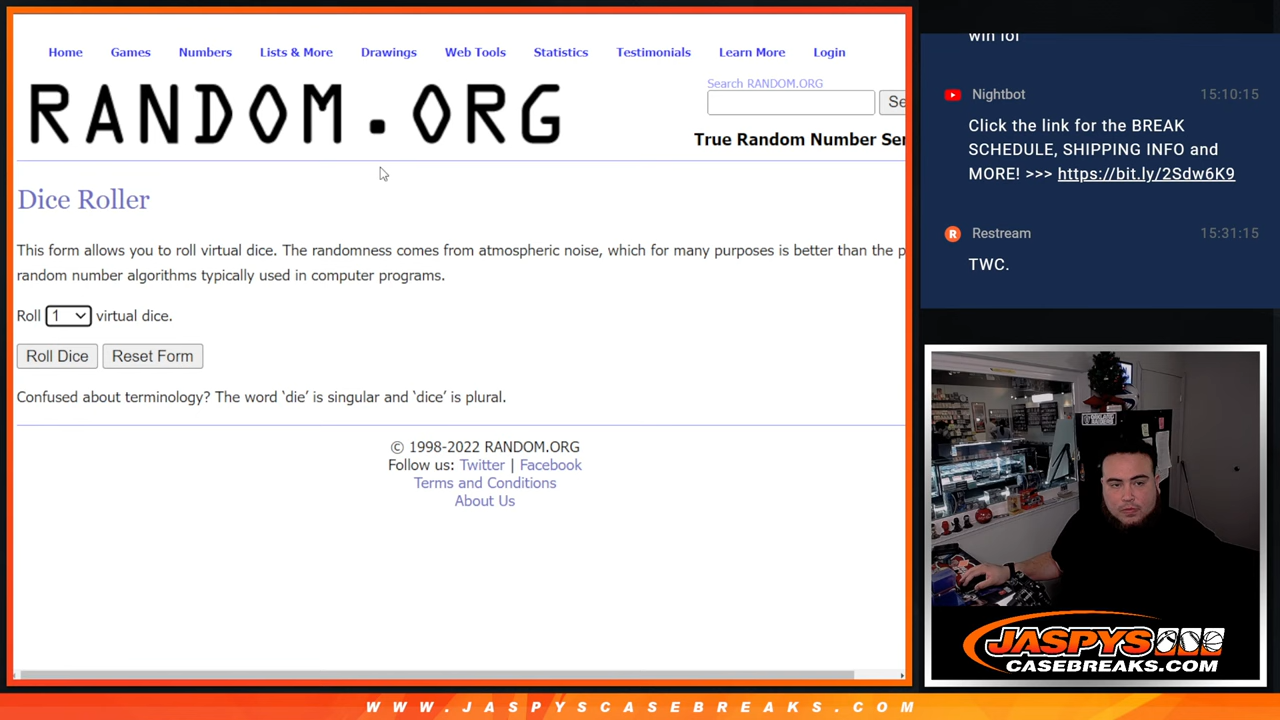 Home Games Numbers Lists & More Drawings Web Tools Statistics Testimonials Learn More Login
RANDOM.ORG
Search RANDOM.ORG
Se
True Random Number Ser
Dice Roller
This form allows you to roll virtual dice. The randomness comes from atmospheric noise, which for many purposes is better than the p
random number algorithms typically used in computer programs.
Roll 1 virtual dice.
Roll Dice Reset Form
Confused about terminology? The word ‘die’ is singular and ‘dice’ is plural.
© 1998-2022 RANDOM.ORG
Follow us: Twitter | Facebook
Terms and Conditions
About Us
win for
Nightbot 15:10:15
Click the link for the BREAK
SCHEDULE, SHIPPING INFO and
MORE! >>> https://bit.ly/2Sdw6K9
Restream 15:31:15
TWC.
JASPYS
CASEBREAKS.COM
WWW.JASPYSCASEBREAKS.COM